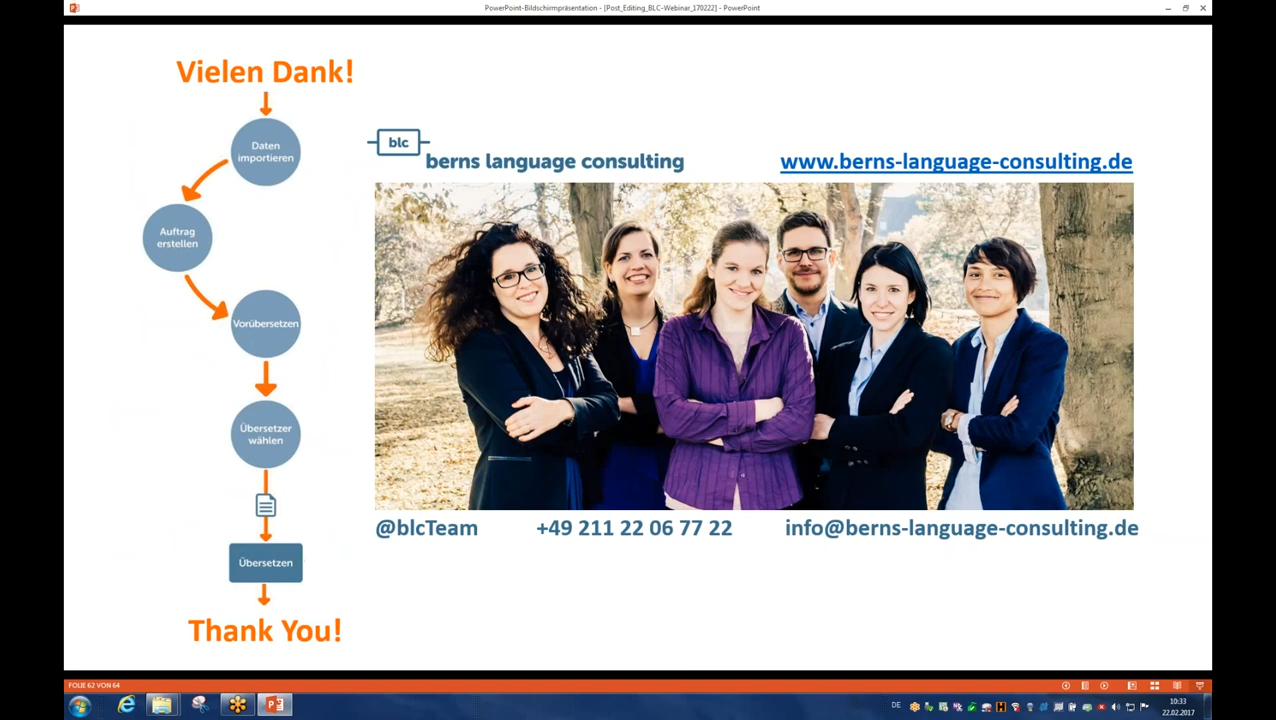 PowerPoint-Bildschirmpräsentation - [Post_Editing_BLC-Webinar_170222] - PowerPoint
Vielen Dank!
Daten
importieren
Auftrag
erstellen
Vorübersetzen
Übersetzer
wählen
Übersetzen
Thank You!
blc
berns language consulting
www.berns-language-consulting.de
@blcTeam
+49 211 22 06 77 22
info@berns-language-consulting.de
FOLIE 62 VON 64
DE
10:33
22.02.2017